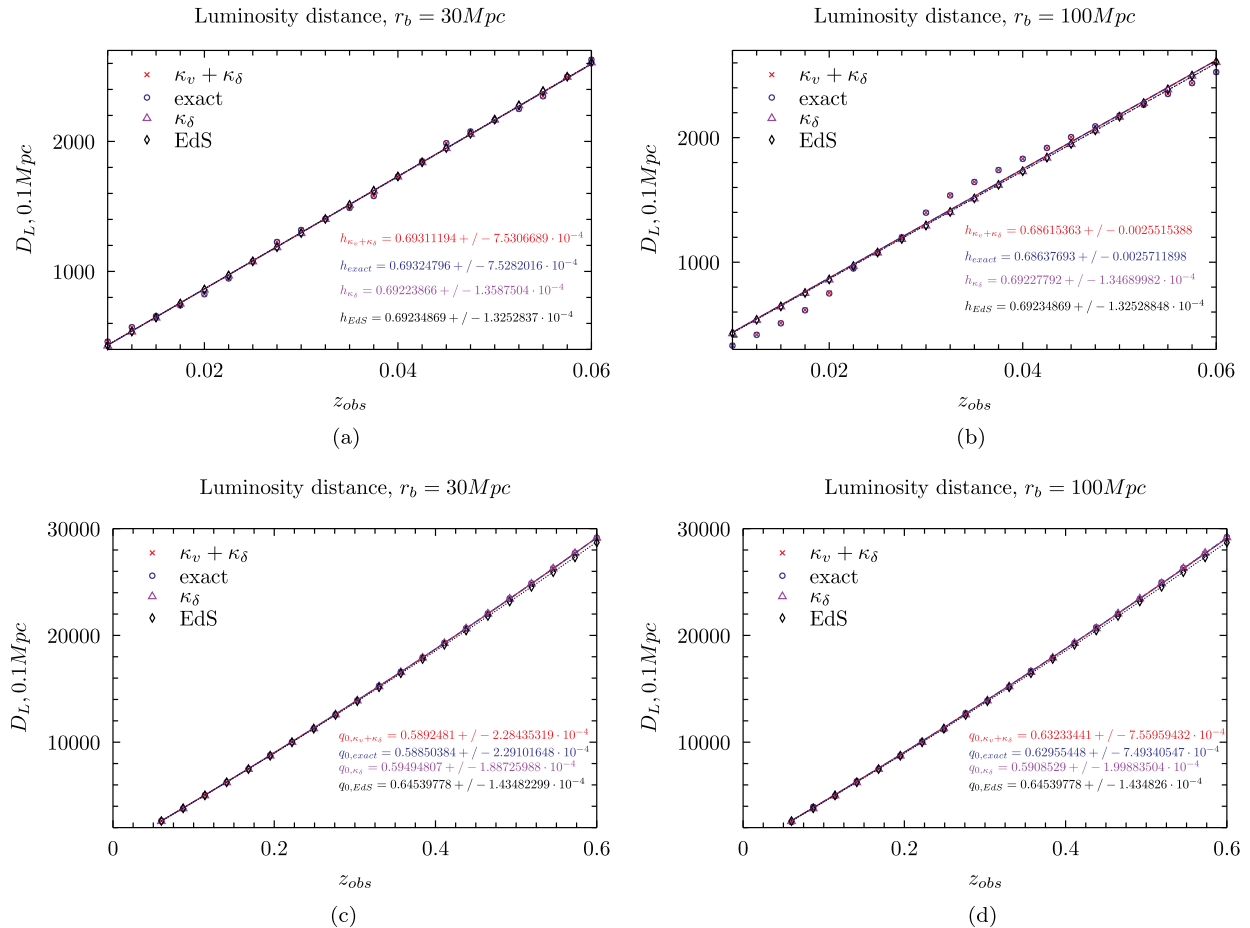 Luminosity distance, r_b = 30Mpc
κ_v + κ_δ
exact
κ_δ
EdS
2000
1000
D_L, 0.1Mpc
h_{κ_v+κ_δ} = 0.69311194 + / − 7.5306689 · 10^{−4}
h_{exact} = 0.69324796 + / − 7.5282016 · 10^{−4}
h_{κ_δ} = 0.69223866 + / − 1.3587504 · 10^{−4}
h_{EdS} = 0.69234869 + / − 1.3252837 · 10^{−4}
0.02 0.04 0.06
z_{obs}
(a)
Luminosity distance, r_b = 100Mpc
κ_v + κ_δ
exact
κ_δ
EdS
2000
1000
D_L, 0.1Mpc
h_{κ_v+κ_δ} = 0.68615363 + / − 0.0025515388
h_{exact} = 0.68637693 + / − 0.0025711898
h_{κ_δ} = 0.69227792 + / − 1.34689982 · 10^{−4}
h_{EdS} = 0.69234869 + / − 1.32528848 · 10^{−4}
0.02 0.04 0.06
z_{obs}
(b)
Luminosity distance, r_b = 30Mpc
30000
κ_v + κ_δ
exact
κ_δ
EdS
20000
10000
D_L, 0.1Mpc
q_{0,κ_v+κ_δ} = 0.5892481 + / − 2.28435319 · 10^{−4}
q_{0,exact} = 0.58850384 + / − 2.29101648 · 10^{−4}
q_{0,κ_δ} = 0.59494807 + / − 1.88725988 · 10^{−4}
q_{0,EdS} = 0.64539778 + / − 1.43482299 · 10^{−4}
0 0.2 0.4 0.6
z_{obs}
(c)
Luminosity distance, r_b = 100Mpc
30000
κ_v + κ_δ
exact
κ_δ
EdS
20000
10000
D_L, 0.1Mpc
q_{0,κ_v+κ_δ} = 0.63233441 + / − 7.55959432 · 10^{−4}
q_{0,exact} = 0.62955448 + / − 7.49340547 · 10^{−4}
q_{0,κ_δ} = 0.5908529 + / − 1.99883504 · 10^{−4}
q_{0,EdS} = 0.64539778 + / − 1.434826 · 10^{−4}
0 0.2 0.4 0.6
z_{obs}
(d)